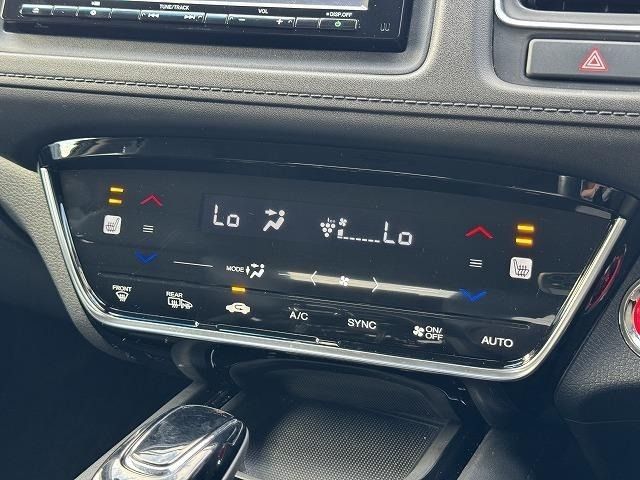 TUNE/TRACK
VOL
DISP.OFF
Lo
Lo
MODE
FRONT
REAR
A/C
SYNC
ON/
OFF
AUTO